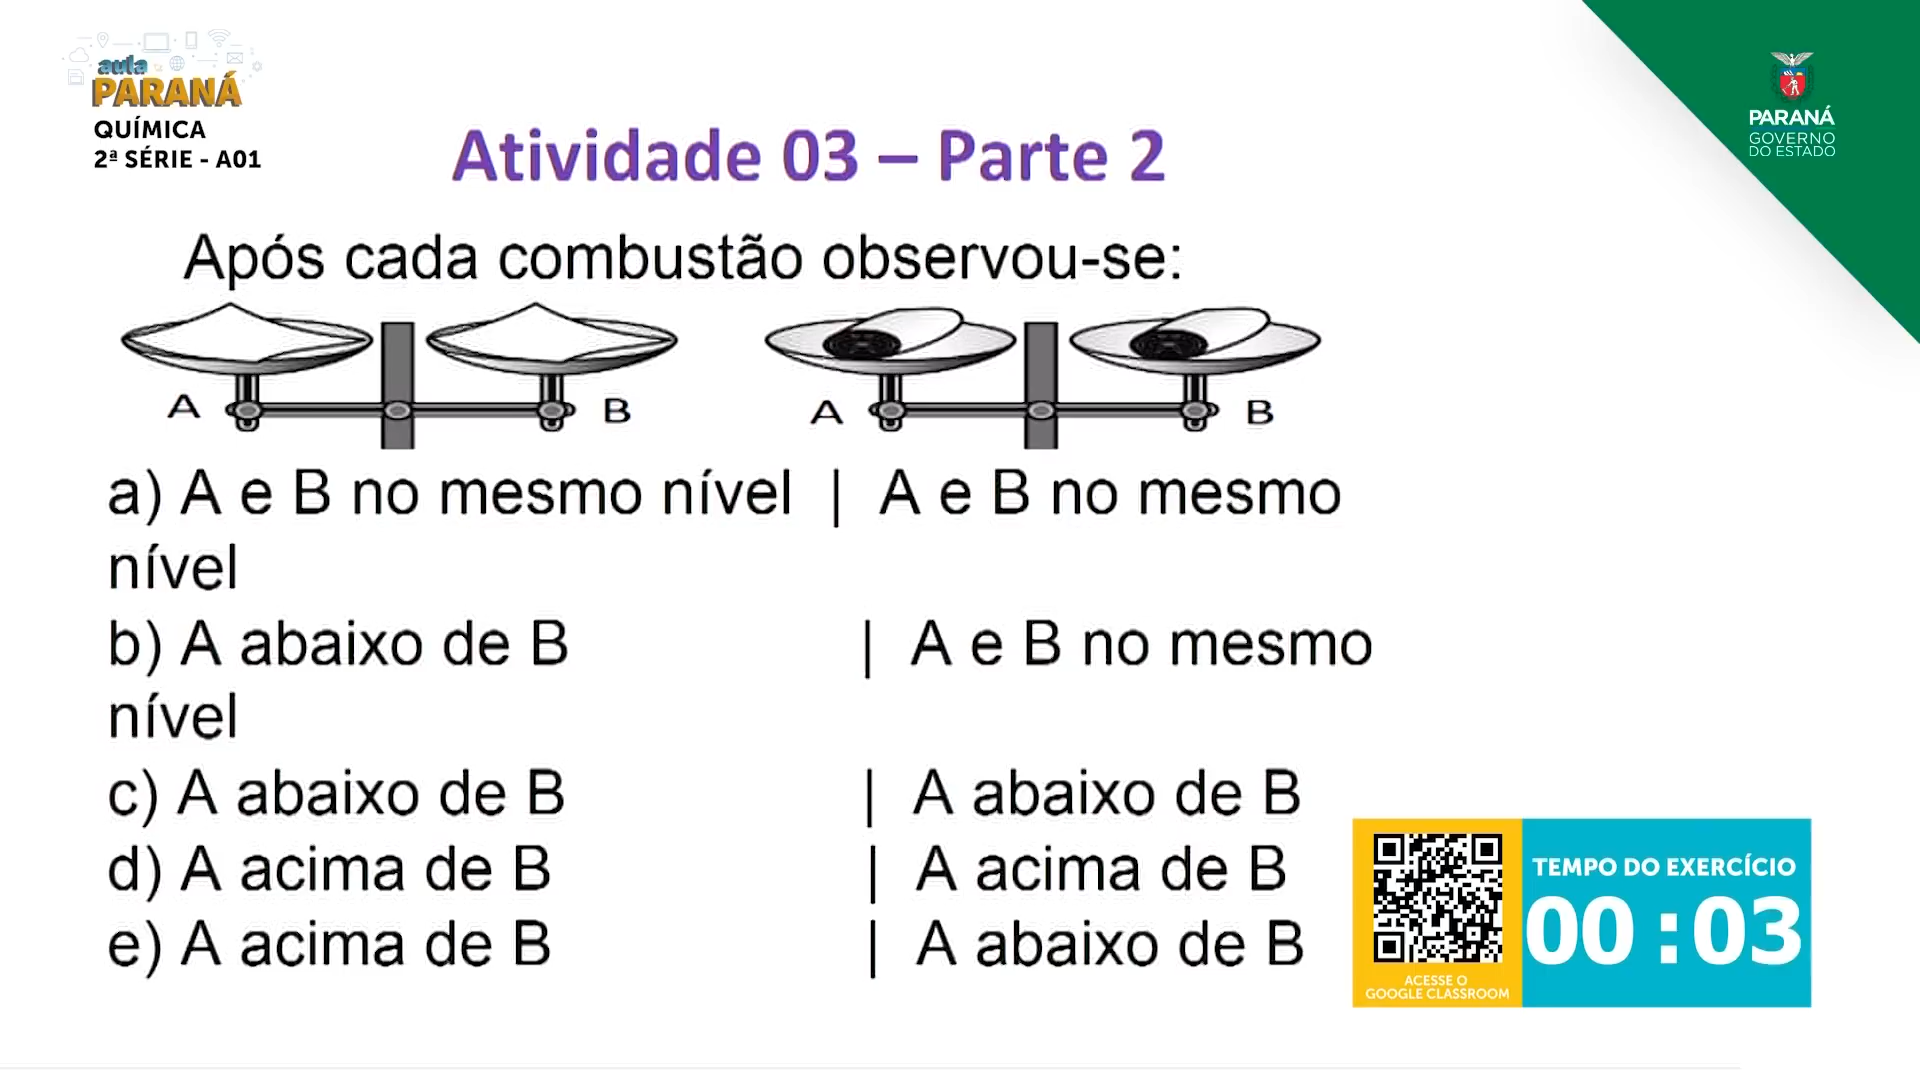 aula
PARANÁ
QUÍMICA
2ª SÉRIE - A01
PARANÁ
GOVERNO
DO ESTADO
Atividade 03 – Parte 2
Após cada combustão observou-se:
A B A B
a) A e B no mesmo nível | A e B no mesmo
nível
b) A abaixo de B | A e B no mesmo
nível
c) A abaixo de B | A abaixo de B
d) A acima de B | A acima de B
e) A acima de B | A abaixo de B
TEMPO DO EXERCÍCIO
00 : 03
ACESSE O
GOOGLE CLASSROOM